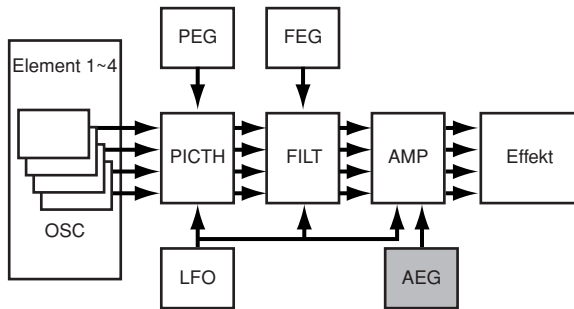 PEG
FEG
Element 1~4
PICTH
FILT
AMP
Effekt
OSC
LFO
AEG